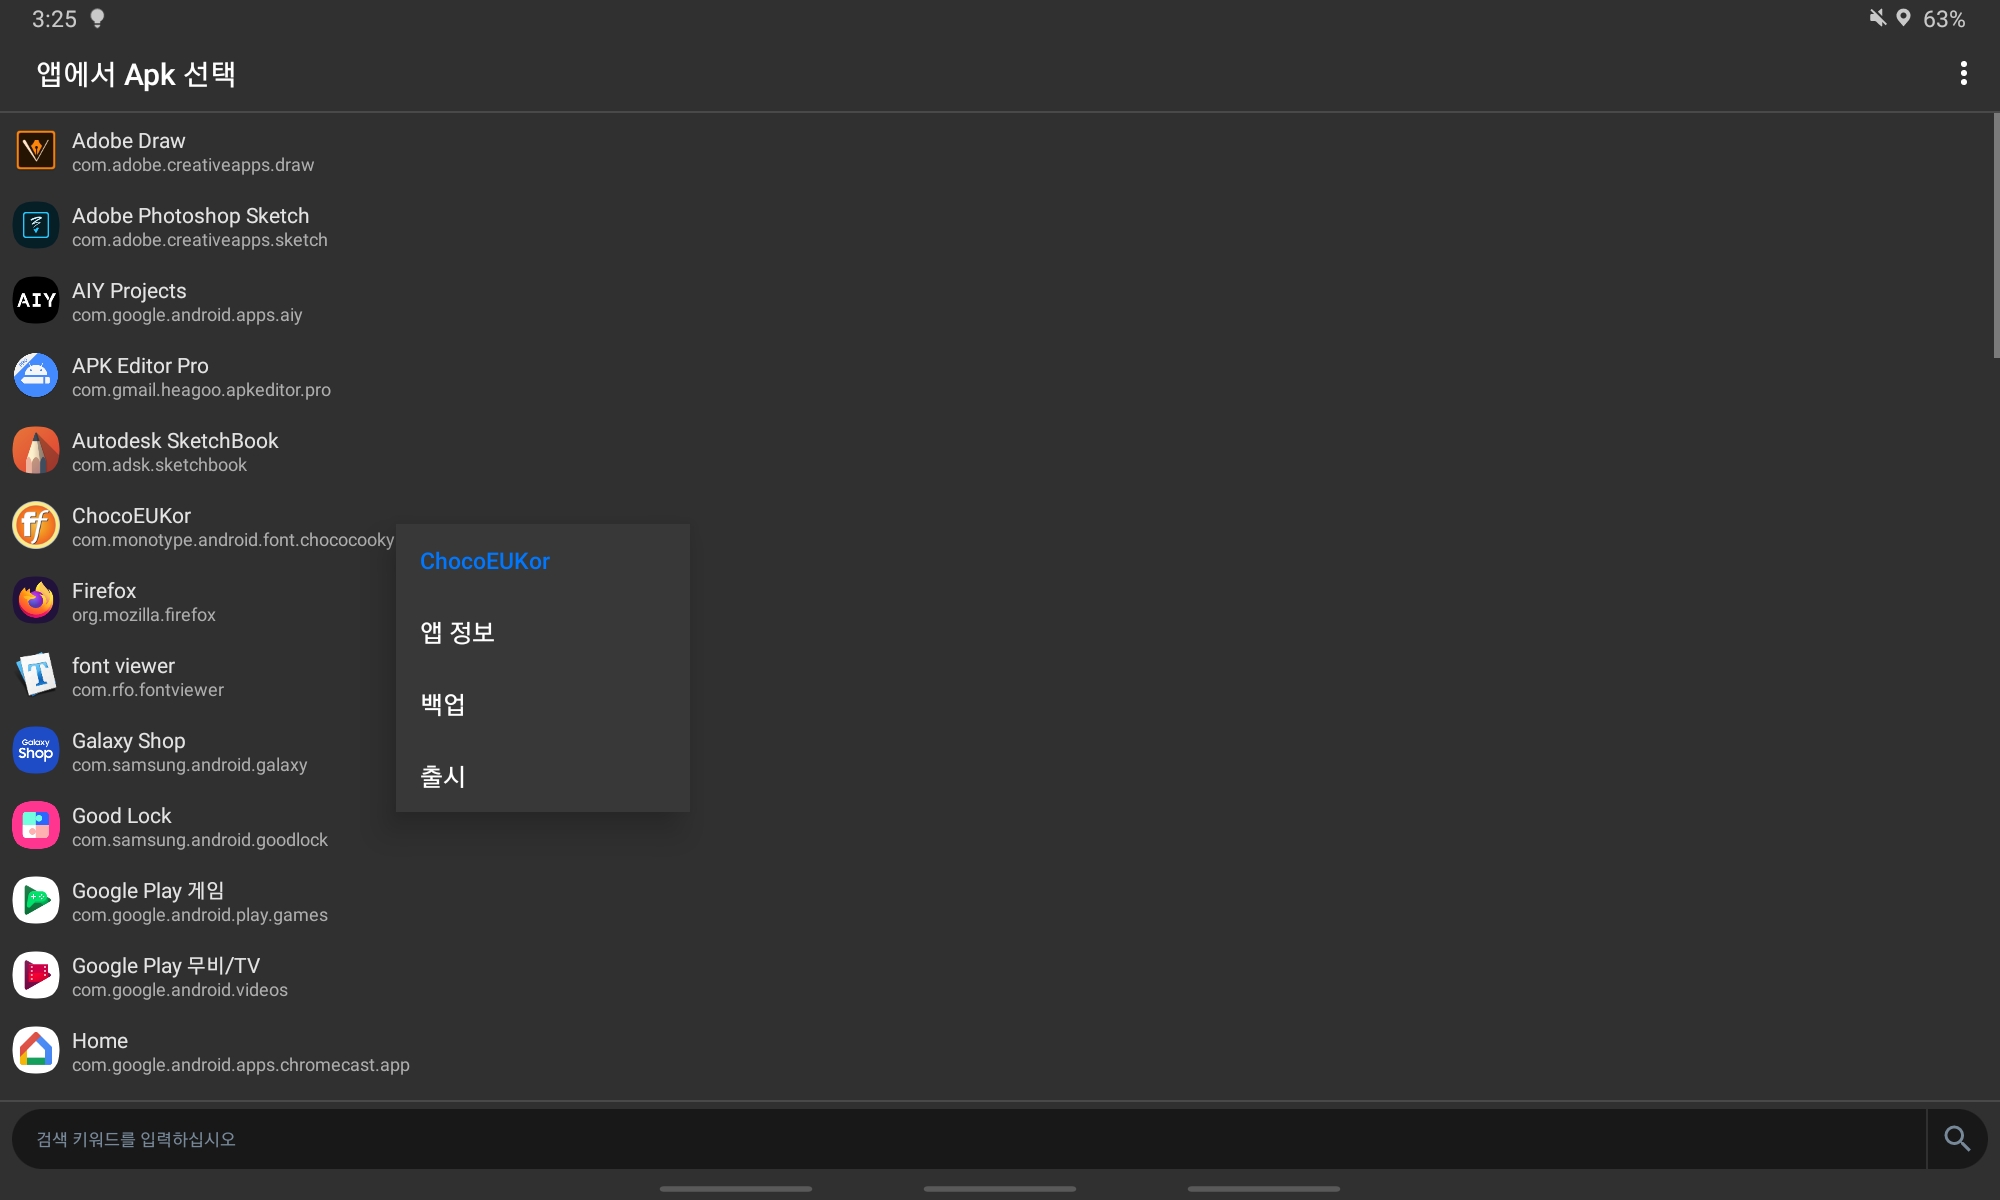 3:25
63%
앱에서 Apk 선택
Adobe Draw
com.adobe.creativeapps.draw
Adobe Photoshop Sketch
com.adobe.creativeapps.sketch
AIY
AIY Projects
com.google.android.apps.aiy
APK Editor Pro
com.gmail.heagoo.apkeditor.pro
Autodesk SketchBook
com.adsk.sketchbook
ff
ChocoEUKor
com.monotype.android.font.chococooky
Firefox
org.mozilla.firefox
T
font viewer
com.rfo.fontviewer
Galaxy
Shop
Galaxy Shop
com.samsung.android.galaxy
Good Lock
com.samsung.android.goodlock
Google Play 게임
com.google.android.play.games
Google Play 무비/TV
com.google.android.videos
Home
com.google.android.apps.chromecast.app
ChocoEUKor
앱 정보
백업
출시
검색 키워드를 입력하십시오